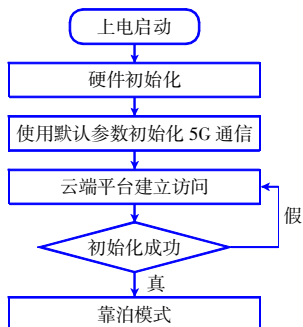 上电启动
硬件初始化
使用默认参数初始化 5G 通信
云端平台建立访问
假
初始化成功
真
靠泊模式